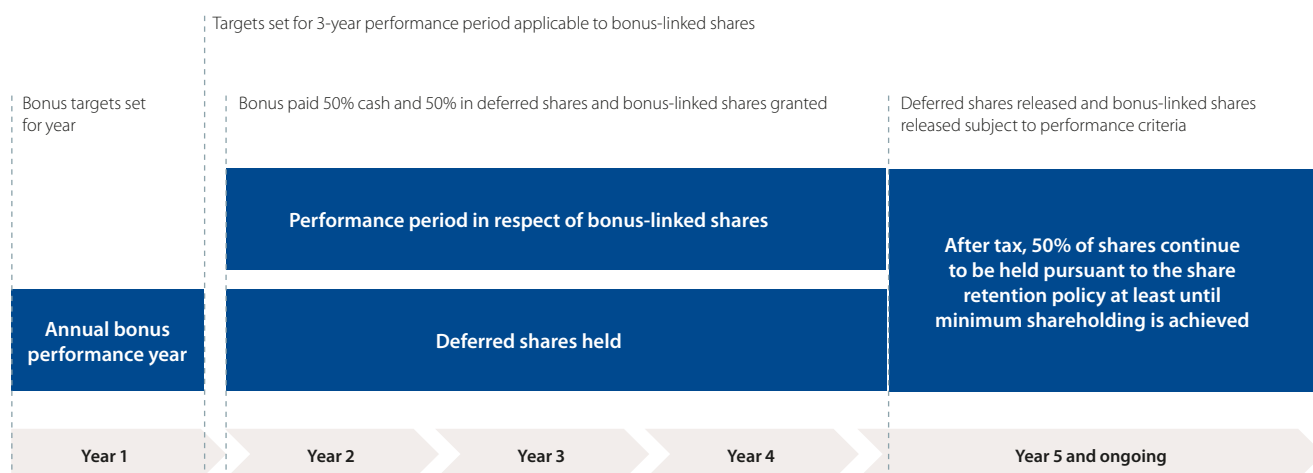 Targets set for 3-year performance period applicable to bonus-linked shares
Bonus targets set
for year
Bonus paid 50% cash and 50% in deferred shares and bonus-linked shares granted
Deferred shares released and bonus-linked shares
released subject to performance criteria
Performance period in respect of bonus-linked shares
After tax, 50% of shares continue
to be held pursuant to the share
retention policy at least until
minimum shareholding is achieved
Annual bonus
performance year
Deferred shares held
Year 1
Year 2
Year 3
Year 4
Year 5 and ongoing